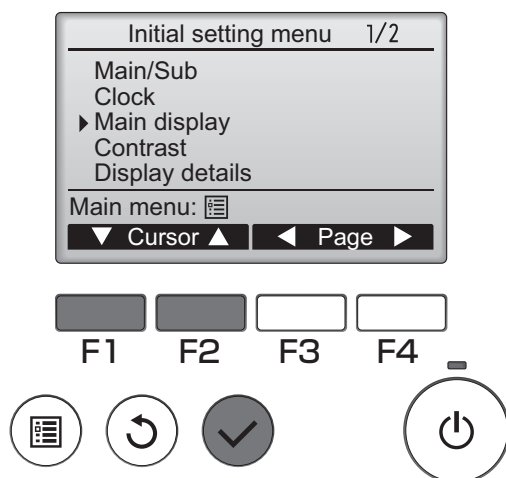 Initial setting menu 1/2
Main/Sub
Clock
Main display
Contrast
Display details
Main menu:
▼ Cursor ▲ ◀ Page ▶
F1 F2 F3 F4